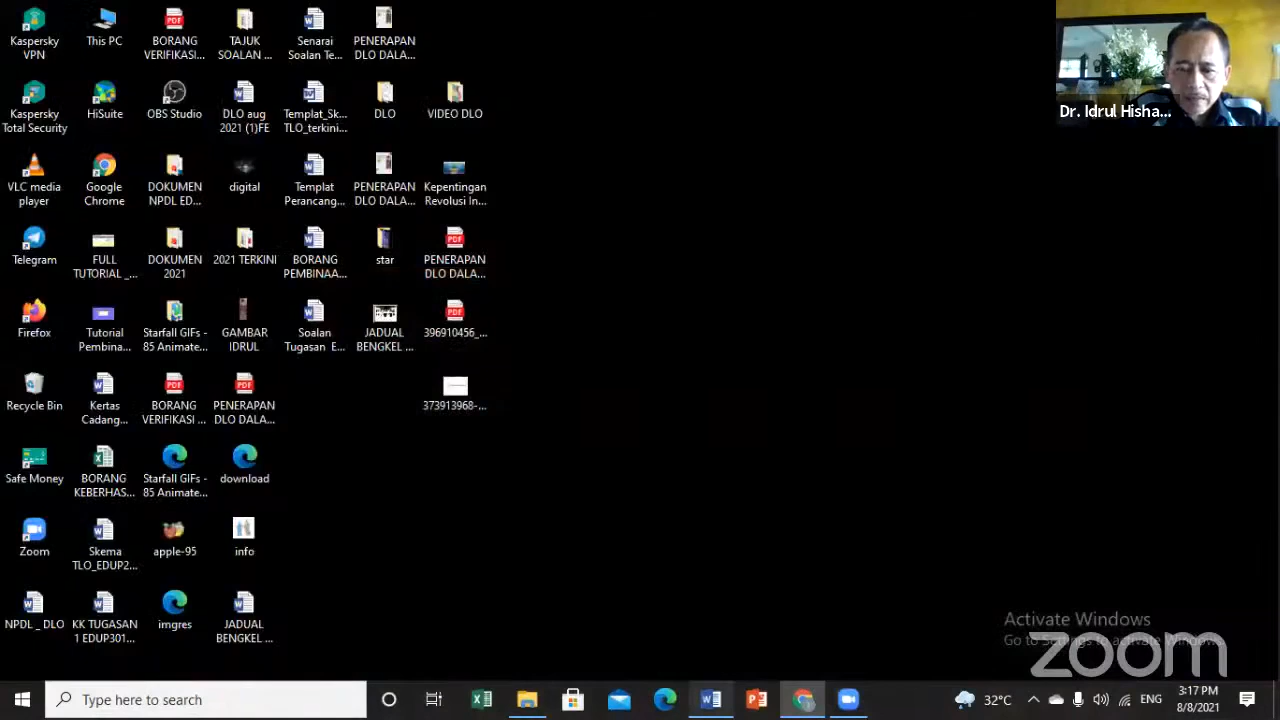 Kaspersky
VPN
This PC
BORANG
VERIFIKASI...
TAJUK
SOALAN ...
Senarai
Soalan Te...
PENERAPAN
DLO DALA...
Dr. Idrul Hisha...
Kaspersky
Total Security
HiSuite
OBS Studio
DLO aug
2021 (1)FE
Templat_Sk...
TLO_terkini...
DLO
VIDEO DLO
VLC media
player
Google
Chrome
DOKUMEN
NPDL ED...
digital
Templat
Perancang...
PENERAPAN
DLO DALA...
Kepentingan
Revolusi In...
Telegram
FULL
TUTORIAL _...
DOKUMEN
2021
2021 TERKINI
BORANG
PEMBINAA...
star
PENERAPAN
DLO DALA...
Firefox
Tutorial
Pembina...
Starfall GIFs -
85 Animate...
GAMBAR
IDRUL
Soalan
Tugasan E...
JADUAL
BENGKEL ...
396910456_...
Recycle Bin
Kertas
Cadang...
BORANG
VERIFIKASI ...
PENERAPAN
DLO DALA...
373913968-...
Safe Money
BORANG
KEBERHAS...
Starfall GIFs -
85 Animate...
download
Zoom
Skema
TLO_EDUP2...
apple-95
info
NPDL _ DLO
KK TUGASAN
1 EDUP301...
imgres
JADUAL
BENGKEL ...
Activate Windows
Go to Settings to activate Windows.
zoom
Type here to search
32°C
ENG
3:17 PM
8/8/2021